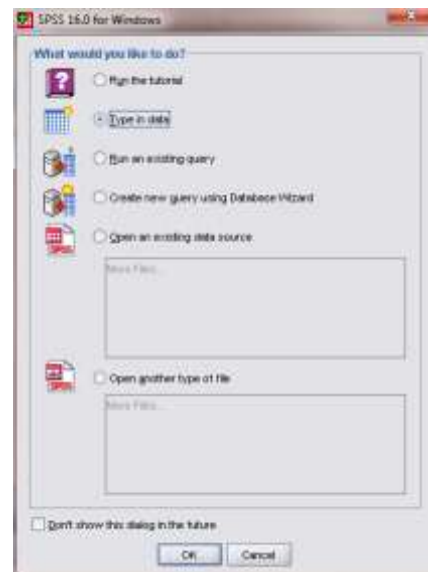 SPSS 16.0 for Windows
What would you like to do?
Run the tutorial
Type in data
Run an existing query
Create new query using Database Wizard
Open an existing data source
More Files...
Open another type of file
More Files...
Don't show this dialog in the future
OK
Cancel